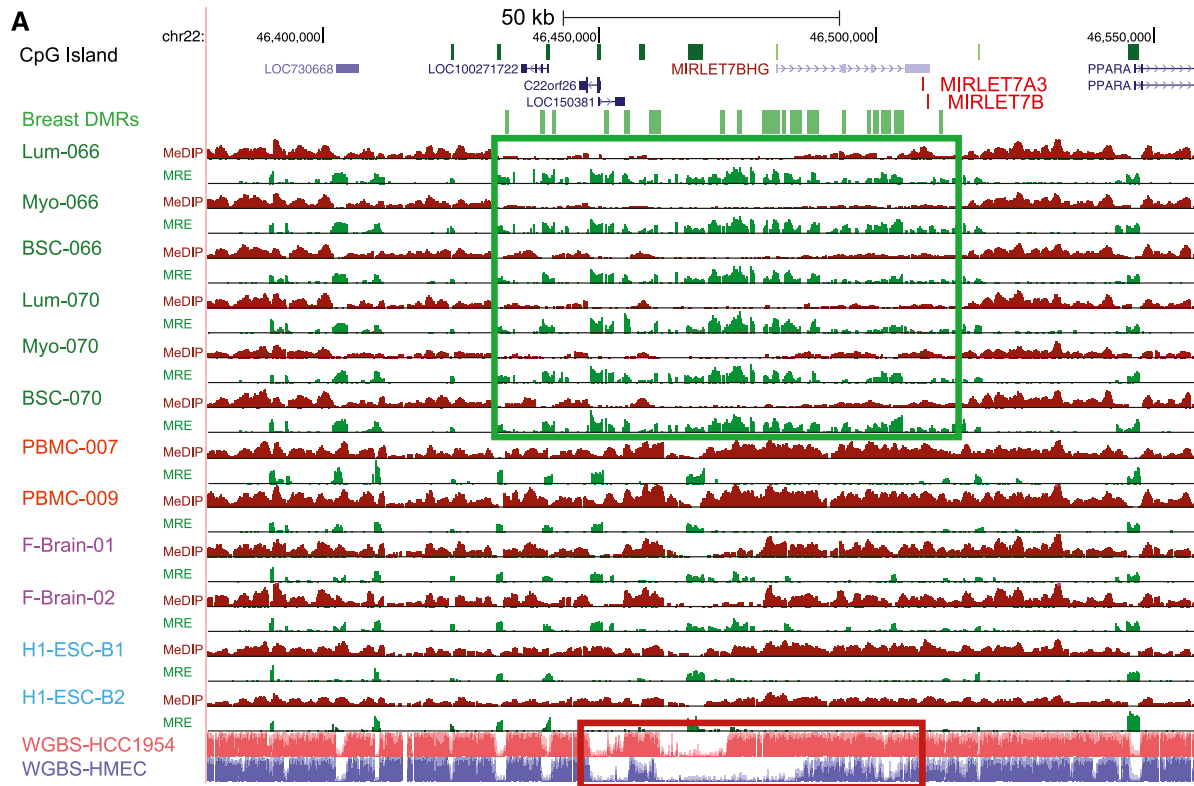 A
50 kb
chr22:
46,400,000
46,450,000
46,500,000
46,550,000
CpG Island
LOC730668
LOC100271722
MIRLET7BHG
PPARA
C22orf26
MIRLET7A3
PPARA
LOC150381
MIRLET7B
Breast DMRs
Lum-066 MeDIP
MRE
Myo-066 MeDIP
MRE
BSC-066 MeDIP
MRE
Lum-070 MeDIP
MRE
Myo-070 MeDIP
MRE
BSC-070 MeDIP
MRE
PBMC-007 MeDIP
MRE
PBMC-009 MeDIP
MRE
F-Brain-01 MeDIP
MRE
F-Brain-02 MeDIP
MRE
H1-ESC-B1 MeDIP
MRE
H1-ESC-B2 MeDIP
MRE
WGBS-HCC1954
WGBS-HMEC